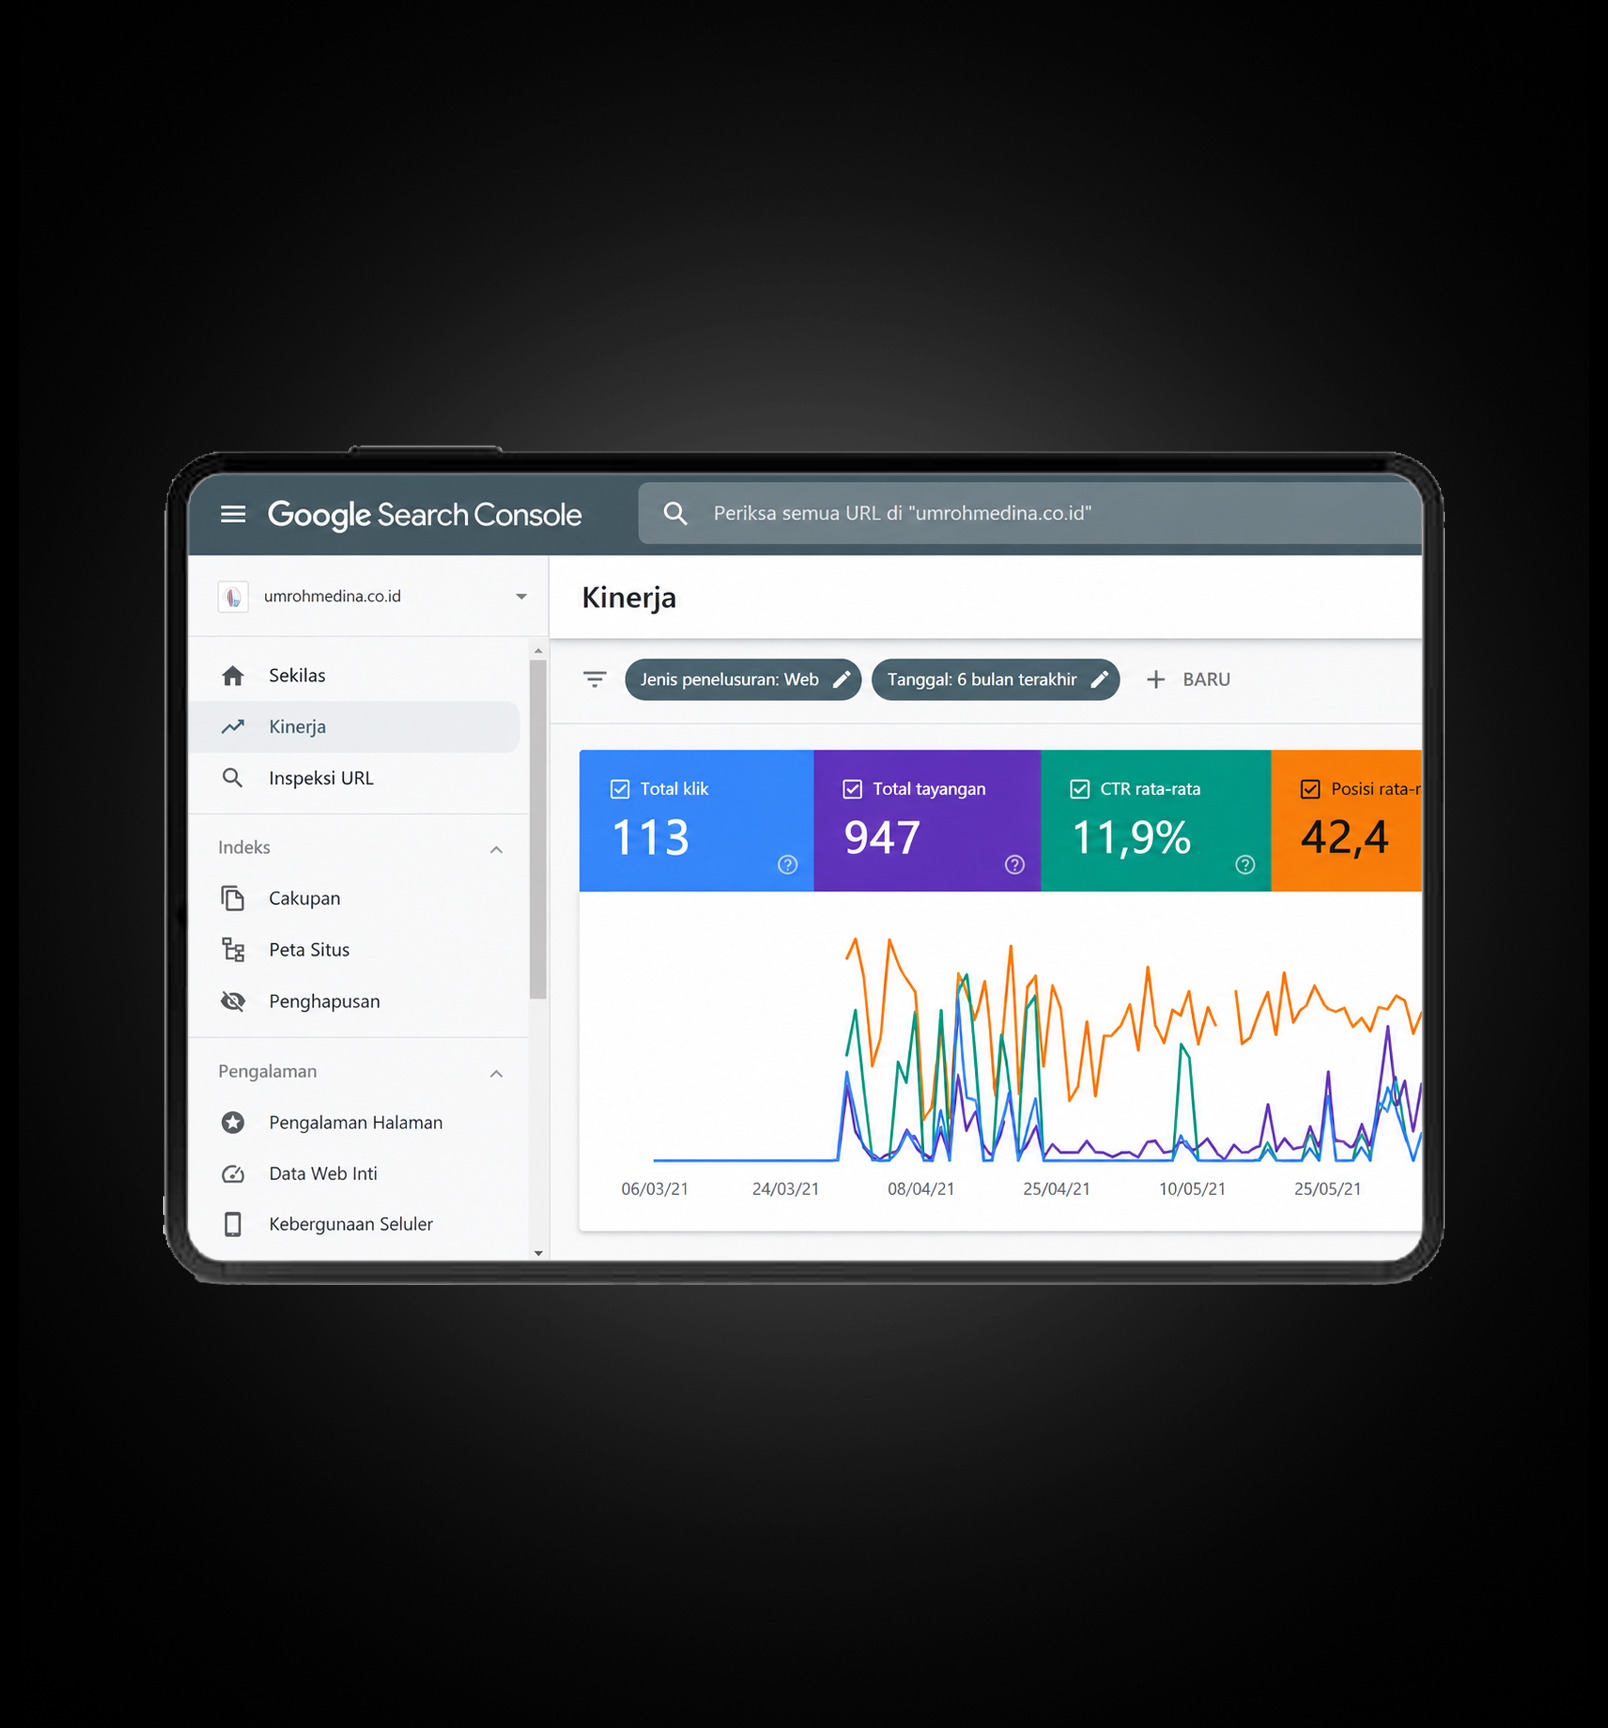 Google Search Console
Periksa semua URL di "umrohmedina.co.id"
umrohmedina.co.id
Kinerja
Sekilas
Kinerja
Inspeksi URL
Indeks
Cakupan
Peta Situs
Penghapusan
Pengalaman
Pengalaman Halaman
Data Web Inti
Kebergunaan Seluler
Jenis penelusuran: Web
Tanggal: 6 bulan terakhir
BARU
Total klik
113
Total tayangan
947
CTR rata-rata
11,9%
Posisi rata-r
42,4
06/03/21 24/03/21 08/04/21 25/04/21 10/05/21 25/05/21